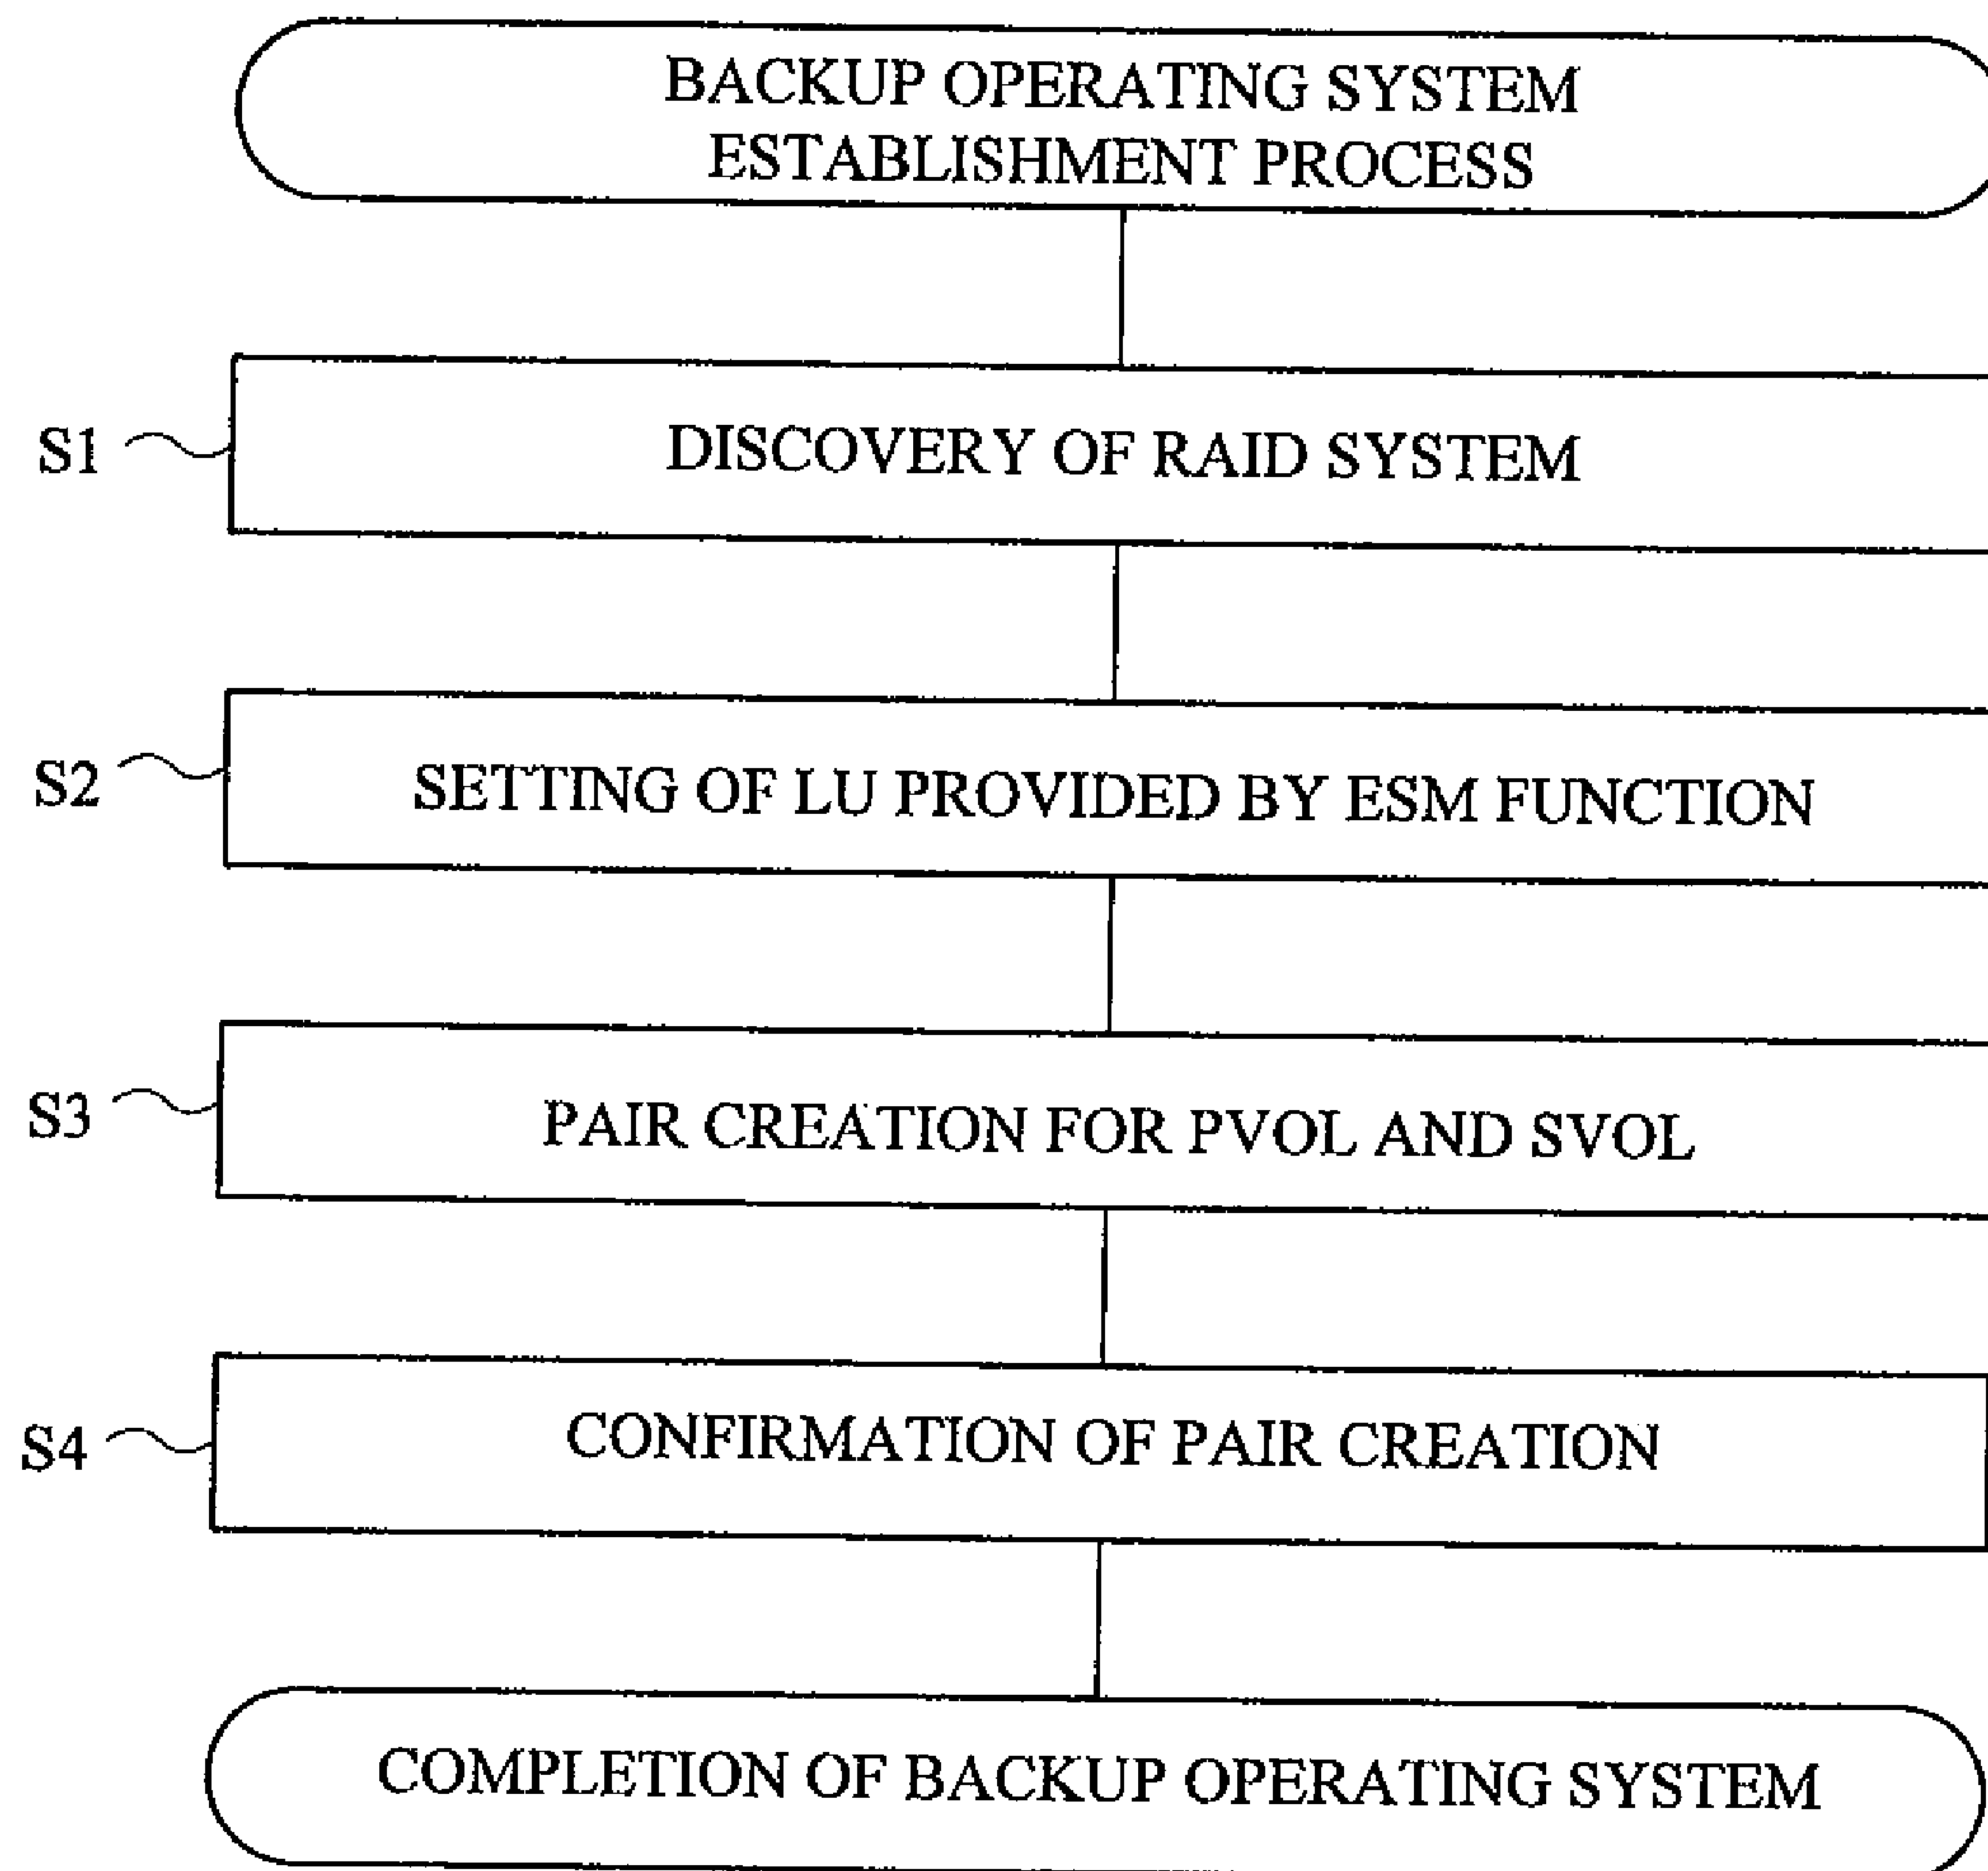 BACKUP OPERATING SYSTEM
ESTABLISHMENT PROCESS
S1
DISCOVERY OF RAID SYSTEM
S2
SETTING OF LU PROVIDED BY ESM FUNCTION
S3
PAIR CREATION FOR PVOL AND SVOL
S4
CONFIRMATION OF PAIR CREATION
COMPLETION OF BACKUP OPERATING SYSTEM